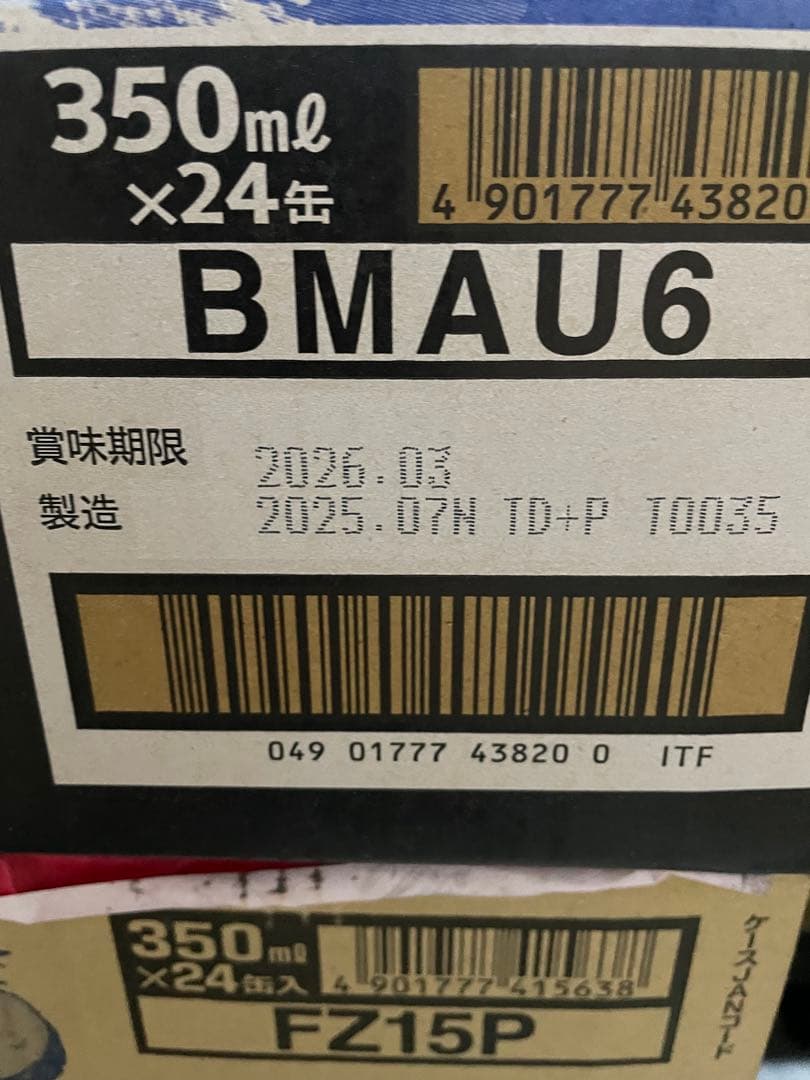 350ml
×24缶
4 901777 43820
BMAU6
賞味期限 2026.03
製造 2025.07N TD+P T0035
049 01777 43820 0 ITF
350ml
×24缶入
4 901777 415638
FZ15P
ケースJANコード